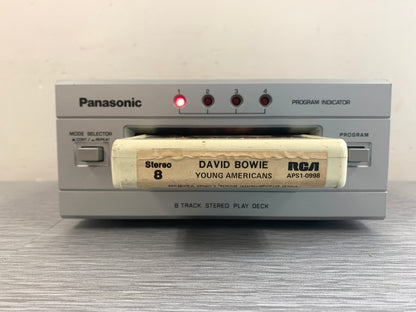 1 2 3 4
Panasonic
PROGRAM INDICATOR
MODE SELECTOR
CONT / REPEAT
PROGRAM
Stereo
8
DAVID BOWIE
YOUNG AMERICANS
RCA
APS1-0998
8 TRACK STEREO PLAY DECK